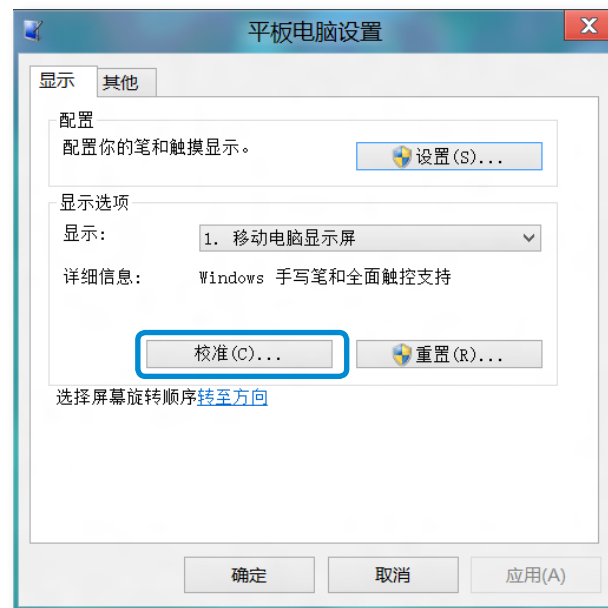 平板电脑设置
X
显示 其他
配置
配置你的笔和触摸显示。 设置(S)...
显示选项
显示: 1. 移动电脑显示屏
详细信息: Windows 手写笔和全面触控支持
校准(C)... 重置(R)...
选择屏幕旋转顺序转至方向
确定 取消 应用(A)